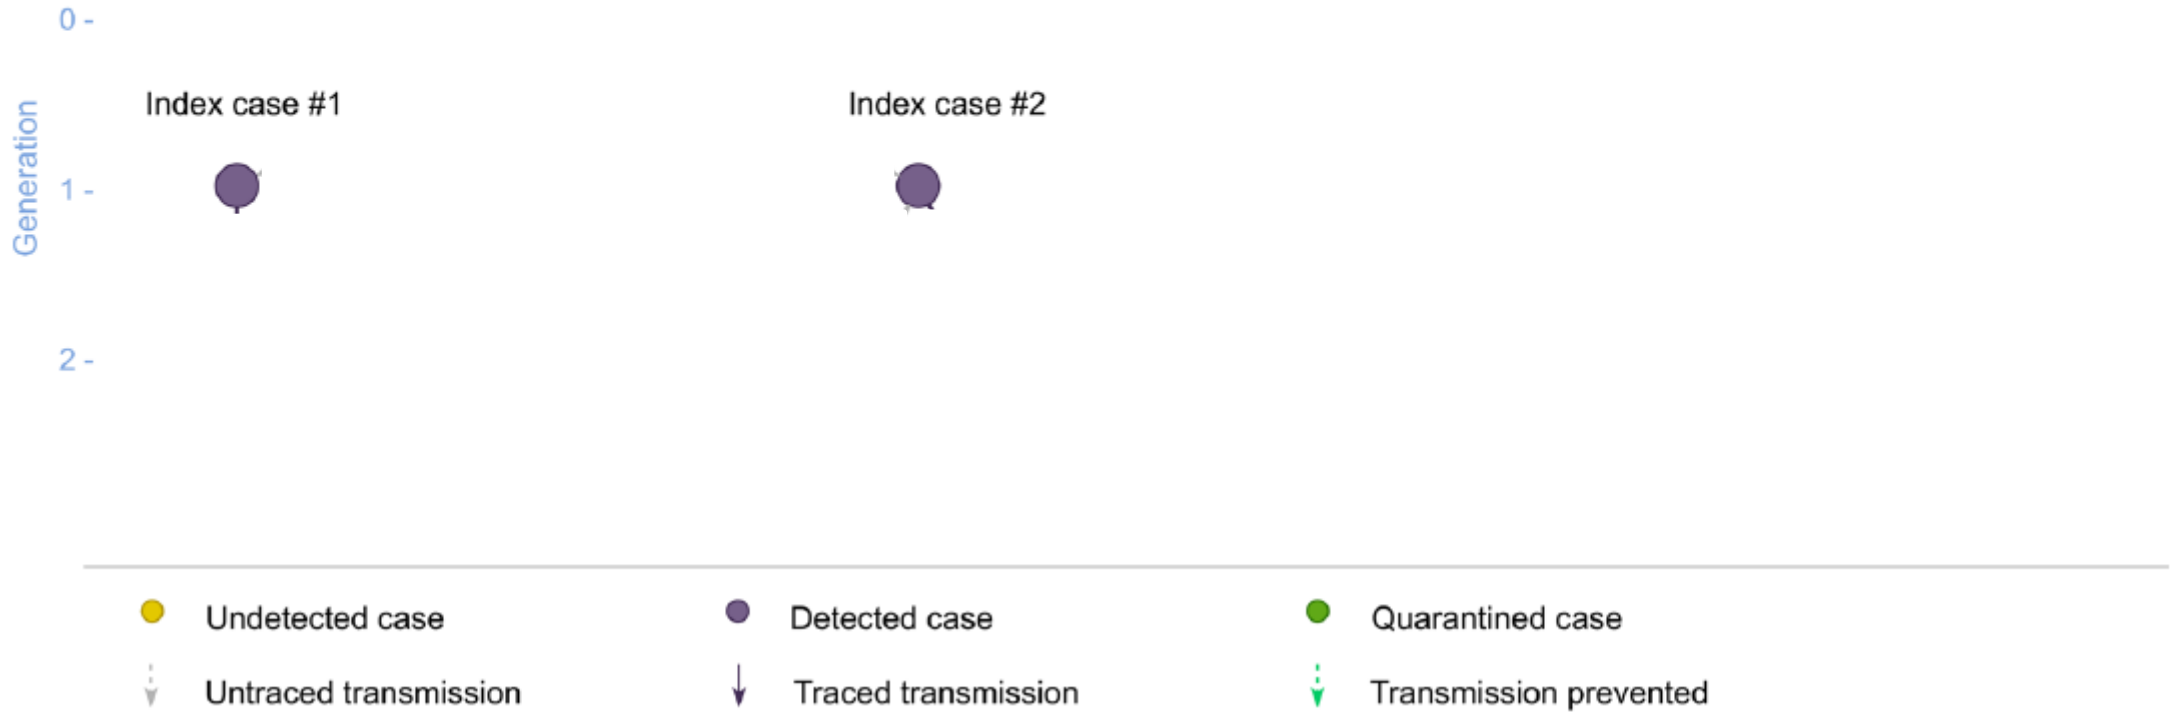 0 -
Index case #1
Index case #2
Generation
1 -
2 -
Undetected case
Detected case
Quarantined case
Untraced transmission
Traced transmission
Transmission prevented